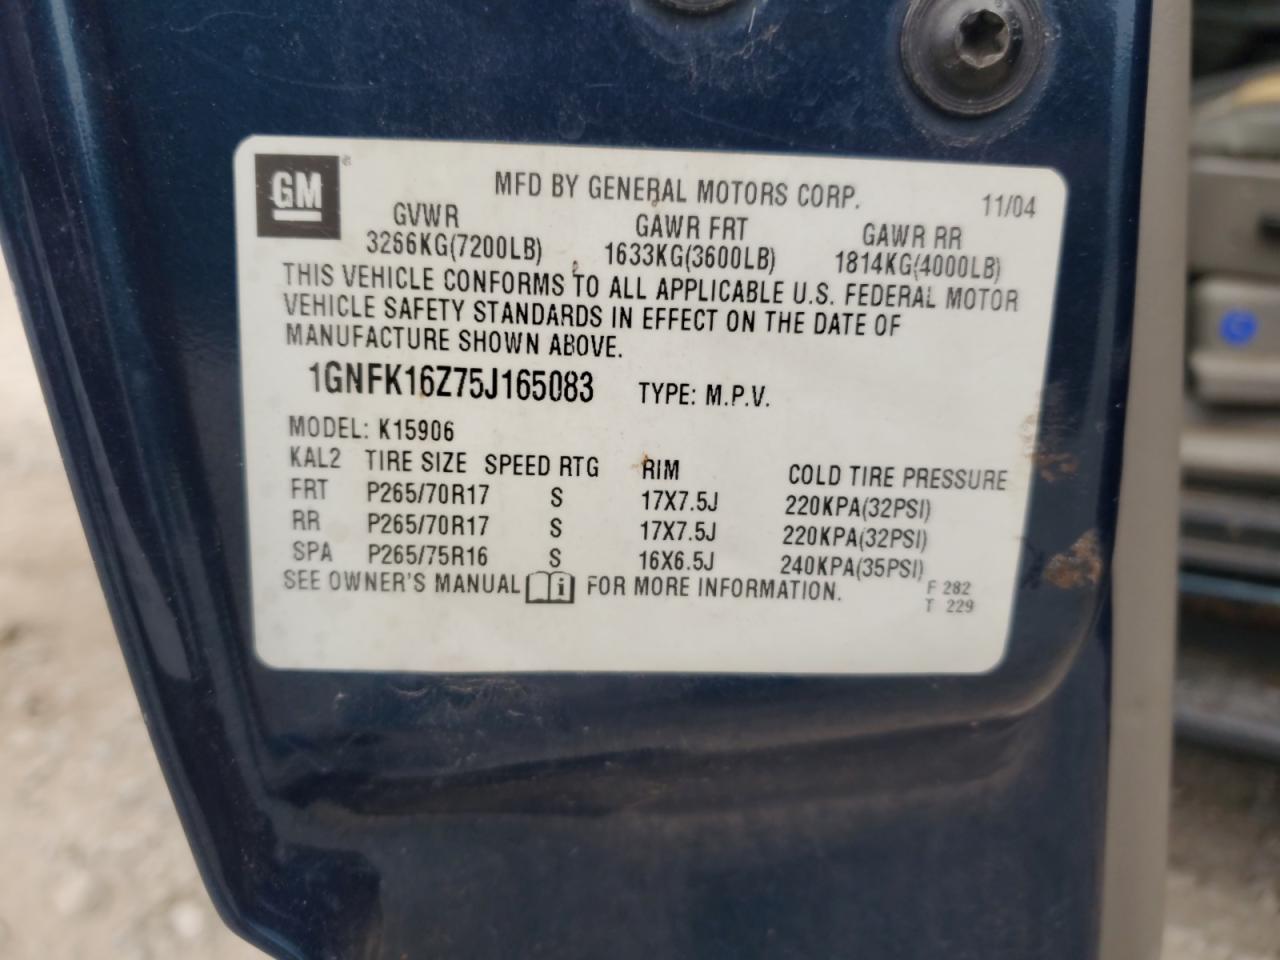 GM ®
MFD BY GENERAL MOTORS CORP. 11/04
GVWR GAWR FRT GAWR RR
3266KG(7200LB) 1633KG(3600LB) 1814KG(4000LB)
THIS VEHICLE CONFORMS TO ALL APPLICABLE U.S. FEDERAL MOTOR
VEHICLE SAFETY STANDARDS IN EFFECT ON THE DATE OF
MANUFACTURE SHOWN ABOVE.
1GNFK16Z75J165083 TYPE: M.P.V.
MODEL: K15906
KAL2 TIRE SIZE SPEED RTG RIM COLD TIRE PRESSURE
FRT P265/70R17 S 17X7.5J 220KPA(32PSI)
RR P265/70R17 S 17X7.5J 220KPA(32PSI)
SPA P265/75R16 S 16X6.5J 240KPA(35PSI)
SEE OWNER'S MANUAL i FOR MORE INFORMATION. F 282
T 229